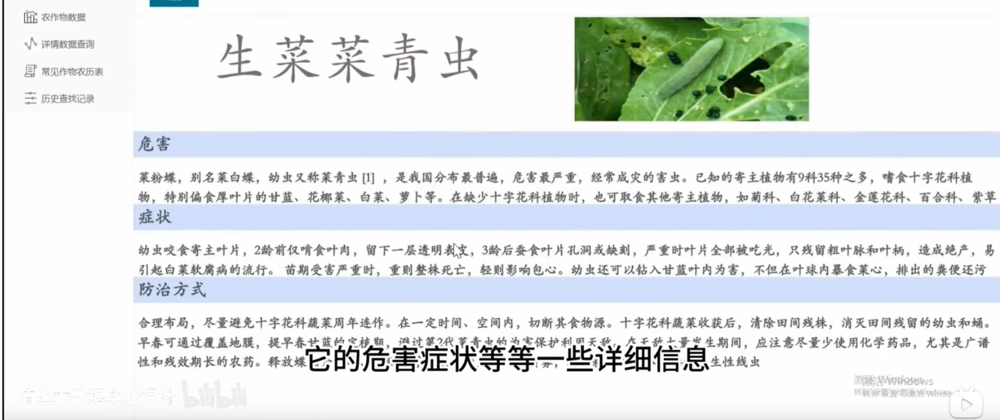 农作物数据
详情数据查询
常见作物农历表
历史查找记录
生菜菜青虫
危害
菜粉蝶，别名菜白蝶，幼虫又称菜青虫 [1] ，是我国分布最普遍，危害最严重，经常成灾的害虫。已知的寄主植物有9科35种之多，嗜食十字花科植
物，特别偏食厚叶片的甘蓝、花椰菜、白菜、萝卜等。在缺少十字花科植物时，也可取食其他寄主植物，如菊科、白花菜科、金莲花科、百合科、紫草
症状
幼虫咬食寄主叶片，2龄前仅啃食叶肉，留下一层透明表皮，3龄后蚕食叶片孔洞或缺刻，严重时叶片全部被吃光，只残留粗叶脉和叶柄，造成绝产，易
引起白菜软腐病的流行。 苗期受害严重时，重则整株死亡，轻则影响包心。幼虫还可以钻入甘蓝叶内为害，不但在叶球内暴食菜心，排出的粪便还污
防治方式
合理布局，尽量避免十字花科蔬菜周年连作。在一定时间、空间内，切断其食物源。十字花科蔬菜收获后，清除田间残株，消灭田间残留的幼虫和蛹。
早春可通过覆盖地膜，提早春甘蓝的定植期，避过第2代菜青虫的为害保护利用天敌。在天敌大量发生期间，应注意尽量少使用化学药品，尤其是广谱
性和残效期长的农药。释放蝶 生性线虫
它的危害症状等等一些详细信息
大数据毕业设计 bilibili
激活 Windows
转到"设置"以激活 Windows